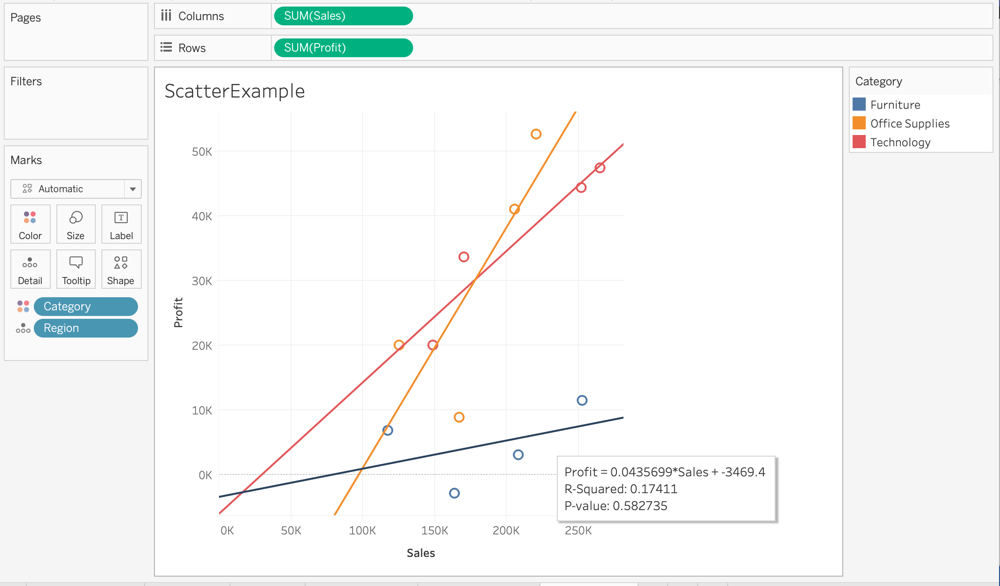 Pages
Columns
SUM(Sales)
Rows
SUM(Profit)
Filters
Marks
Automatic
Color
Size
T
Label
Detail
Tooltip
Shape
Category
Region
ScatterExample
50K
40K
30K
20K
10K
0K
Profit
0K
50K
100K
150K
200K
250K
Sales
Profit = 0.0435699*Sales + -3469.4
R-Squared: 0.17411
P-value: 0.582735
Category
Furniture
Office Supplies
Technology